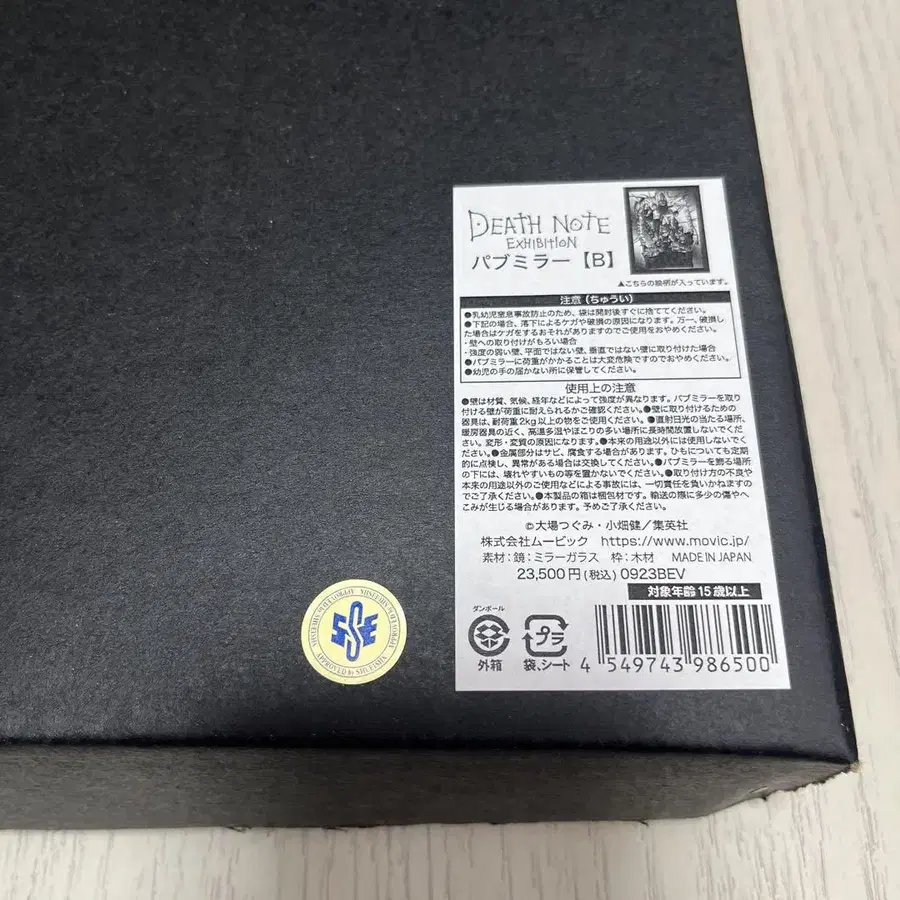 DEATH NOTE
EXHIBITION
パブミラー【B】
▲こちらの絵柄が入っています。
注意（ちゅうい）
●乳幼児窒息事故防止のため、袋は開封後すぐに捨ててください。
●下記の場合、落下によるケガや破損の原因になります。万一、破損し
た場合はケガをするおそれがありますのでご使用をおやめください。
・壁への取り付けがもろい場合
・強度の弱い壁、平面ではない壁、垂直ではない壁に取り付けた場合
●パブミラーに荷重がかかることは大変危険ですのでおやめください。
●幼児の手の届かない所に保管してください。
使用上の注意
●壁は材質、気候、経年などによって強度が異なります。パブミラーを取り
付ける壁が荷重に耐えられるかご確認ください。●壁に取り付けるための
器具は、耐荷重2kg以上の物をご使用ください。●直射日光の当たる場所、
暖房器具の近く、高温多湿やほこりの多い場所に長時間放置しないでくだ
さい。変形・変質の原因になります。●本来の用途以外には使用しないでく
ださい。●金属部分はサビ、腐食する場合があります。ひもについても定期
的に点検し、異常がある場合は交換してください。●パブミラーを飾る場所
の下には、壊れやすいもの等を置かないでください。●取り付け方の不良や
本来の用途以外のご使用などによる事故には、一切責任を負いかねますの
でご了承ください。●本製品の箱は梱包材です。輸送の際に多少の傷やへ
こみが生じる場合があります。予めご了承ください。
©大場つぐみ・小畑健／集英社
株式会社ムービック https://www.movic.jp/
素材：鏡：ミラーガラス 枠：木材 MADE IN JAPAN
23,500円(税込) 0923BEV
対象年齢15歳以上
ダンボール
外箱
プラ
袋、シート
4 549743 986500
APPROVED by SHUEISHA